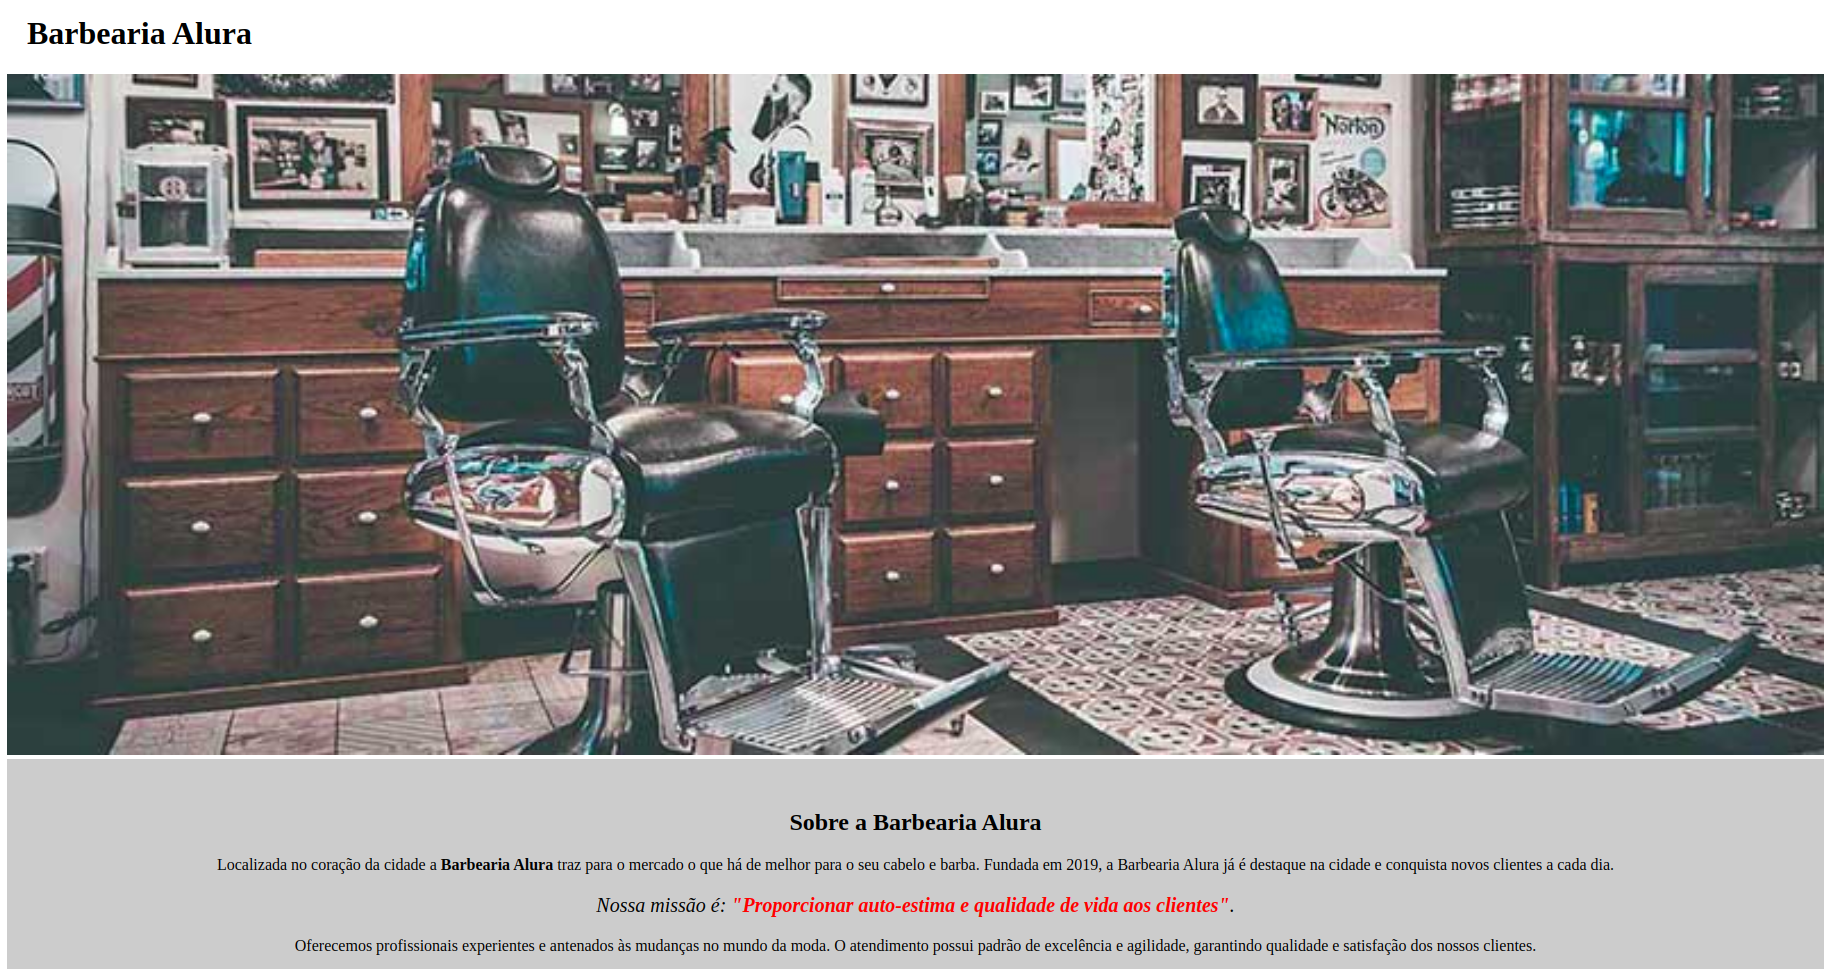 Barbearia Alura
Norton
Sobre a Barbearia Alura
Localizada no coração da cidade a Barbearia Alura traz para o mercado o que há de melhor para o seu cabelo e barba. Fundada em 2019, a Barbearia Alura já é destaque na cidade e conquista novos clientes a cada dia.
Nossa missão é: "Proporcionar auto-estima e qualidade de vida aos clientes".
Oferecemos profissionais experientes e antenados às mudanças no mundo da moda. O atendimento possui padrão de excelência e agilidade, garantindo qualidade e satisfação dos nossos clientes.